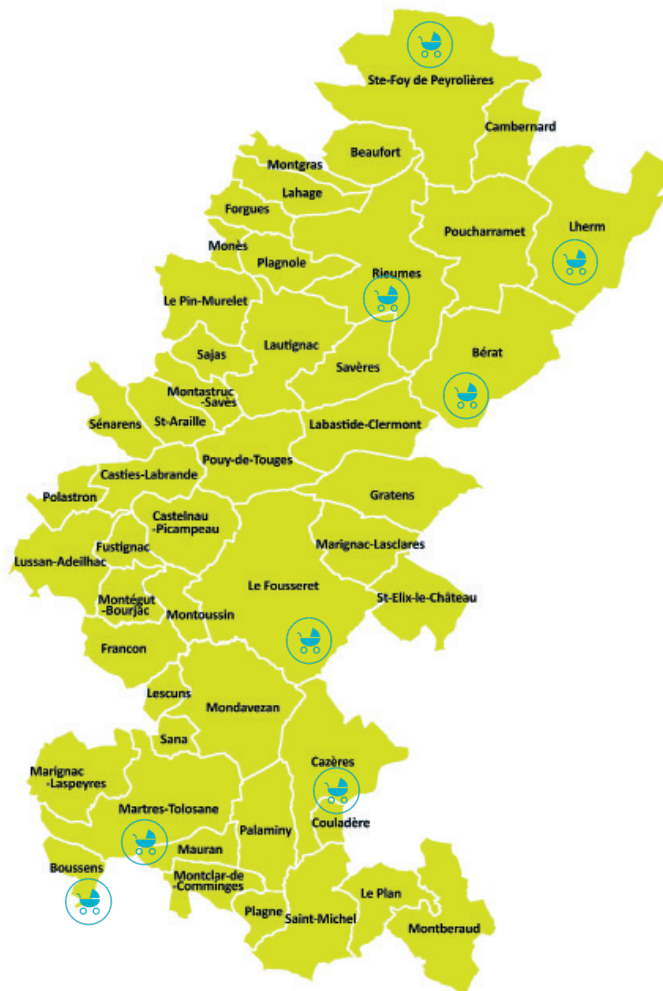 Ste-Foy de Peyrolières
Cambernard
Beaufort
Montgras
Lahage
Forgues
Poucharramet
Lherm
Monès
Plagnole
Rieumes
Le Pin-Murelet
Lautignac
Bérat
Sajas
Savères
Montastruc
-Savès
Sénarens
St-Araille
Labastide-Clermont
Pouy-de-Touges
Casties-Labrande
Polastron
Gratens
Castelnau
-Picampeau
Fustignac
Marignac-Lasclares
Lussan-Adeilhac
Le Fousseret
St-Elix-le-Château
Montégut
-Bourjac
Montoussin
Francon
Lescuns
Mondavezan
Sana
Cazères
Marignac
-Laspeyres
Martres-Tolosane
Couladère
Palaminy
Mauran
Boussens
Montclar-de
-Comminges
Le Plan
Plagne
Saint-Michel
Montberaud